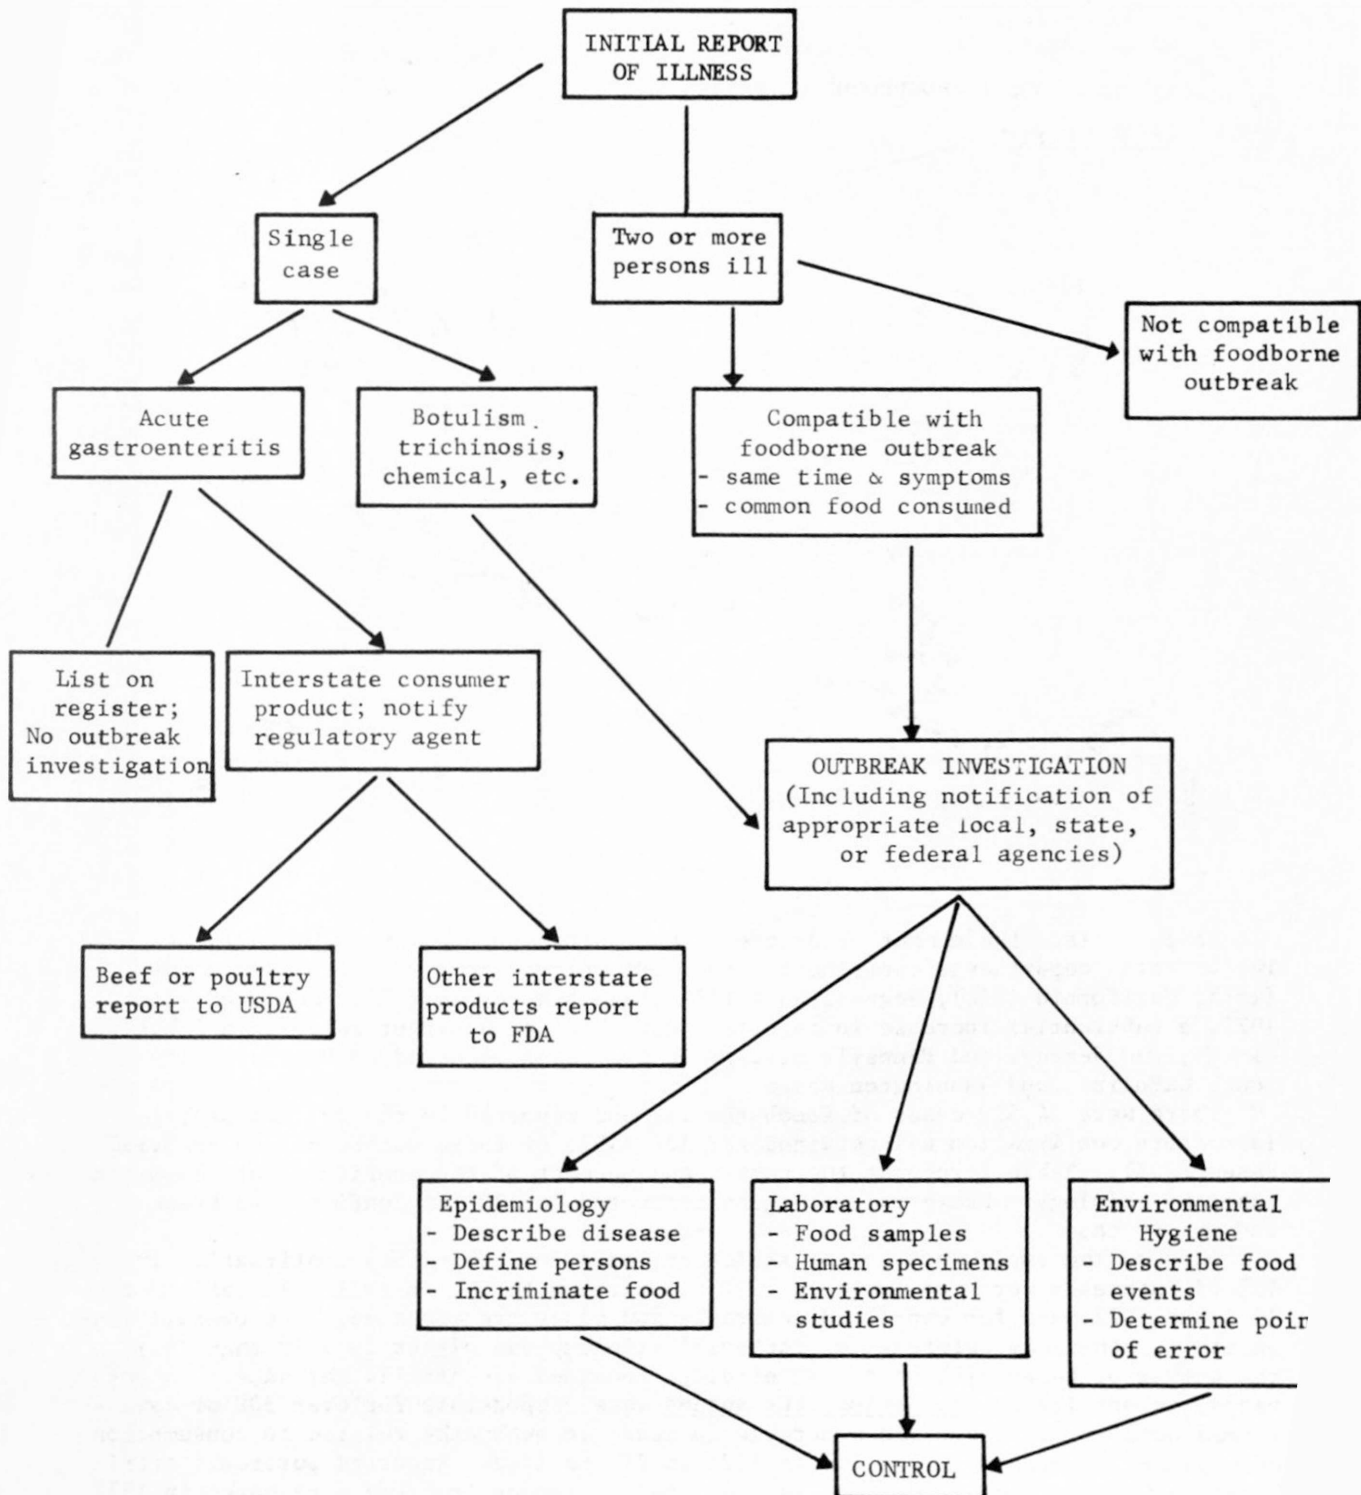 INITIAL REPORT
OF ILLNESS
Single
case
Two or more
persons ill
Not compatible
with foodborne
outbreak
Acute
gastroenteritis
Botulism
trichinosis,
chemical, etc.
Compatible with
foodborne outbreak
- same time & symptoms
- common food consumed
List on
register;
No outbreak
investigation
Interstate consumer
product; notify
regulatory agent
OUTBREAK INVESTIGATION
(Including notification of
appropriate local, state,
or federal agencies)
Beef or poultry
report to USDA
Other interstate
products report
to FDA
Epidemiology
- Describe disease
- Define persons
- Incriminate food
Laboratory
- Food samples
- Human specimens
- Environmental
studies
Environmental
Hygiene
- Describe food
events
- Determine poin
of error
CONTROL